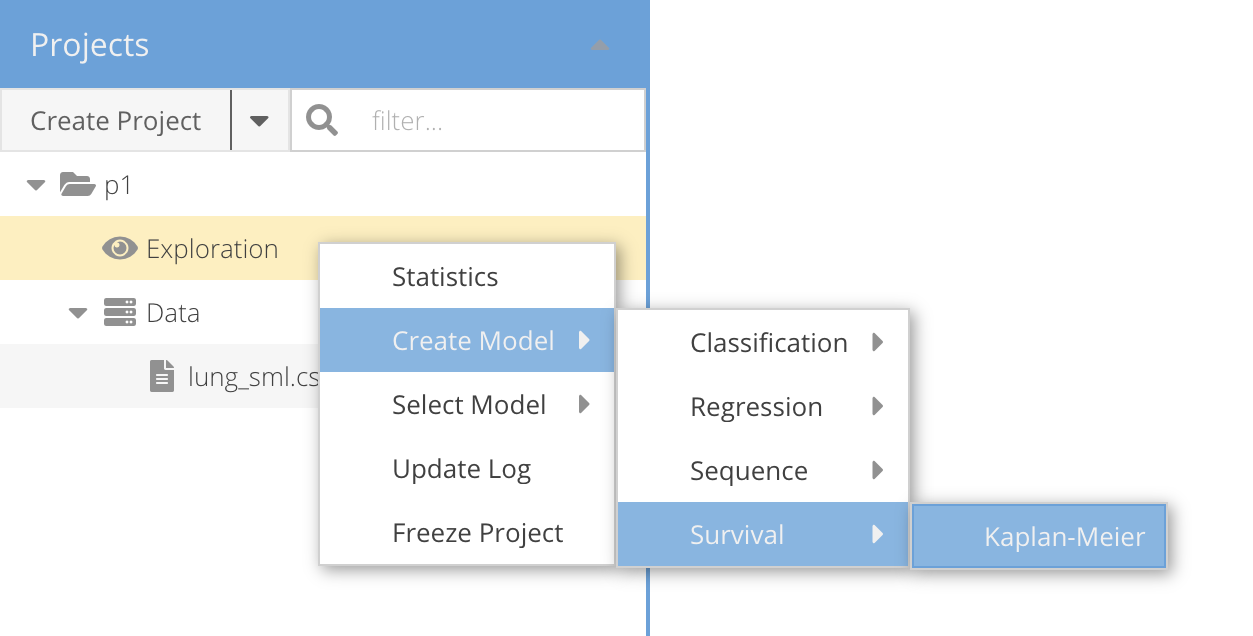 Projects
Create Project
filter...
p1
Exploration
Data
lung_sml.cs
Statistics
Create Model
Select Model
Update Log
Freeze Project
Classification
Regression
Sequence
Survival
Kaplan-Meier